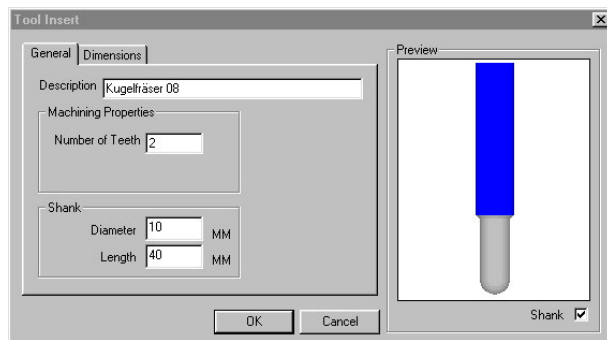 Tool Insert
General Dimensions
Description Kugelfräser 08
Machining Properties
Number of Teeth 2
Shank
Diameter 10 MM
Length 40 MM
OK Cancel
Preview
Shank